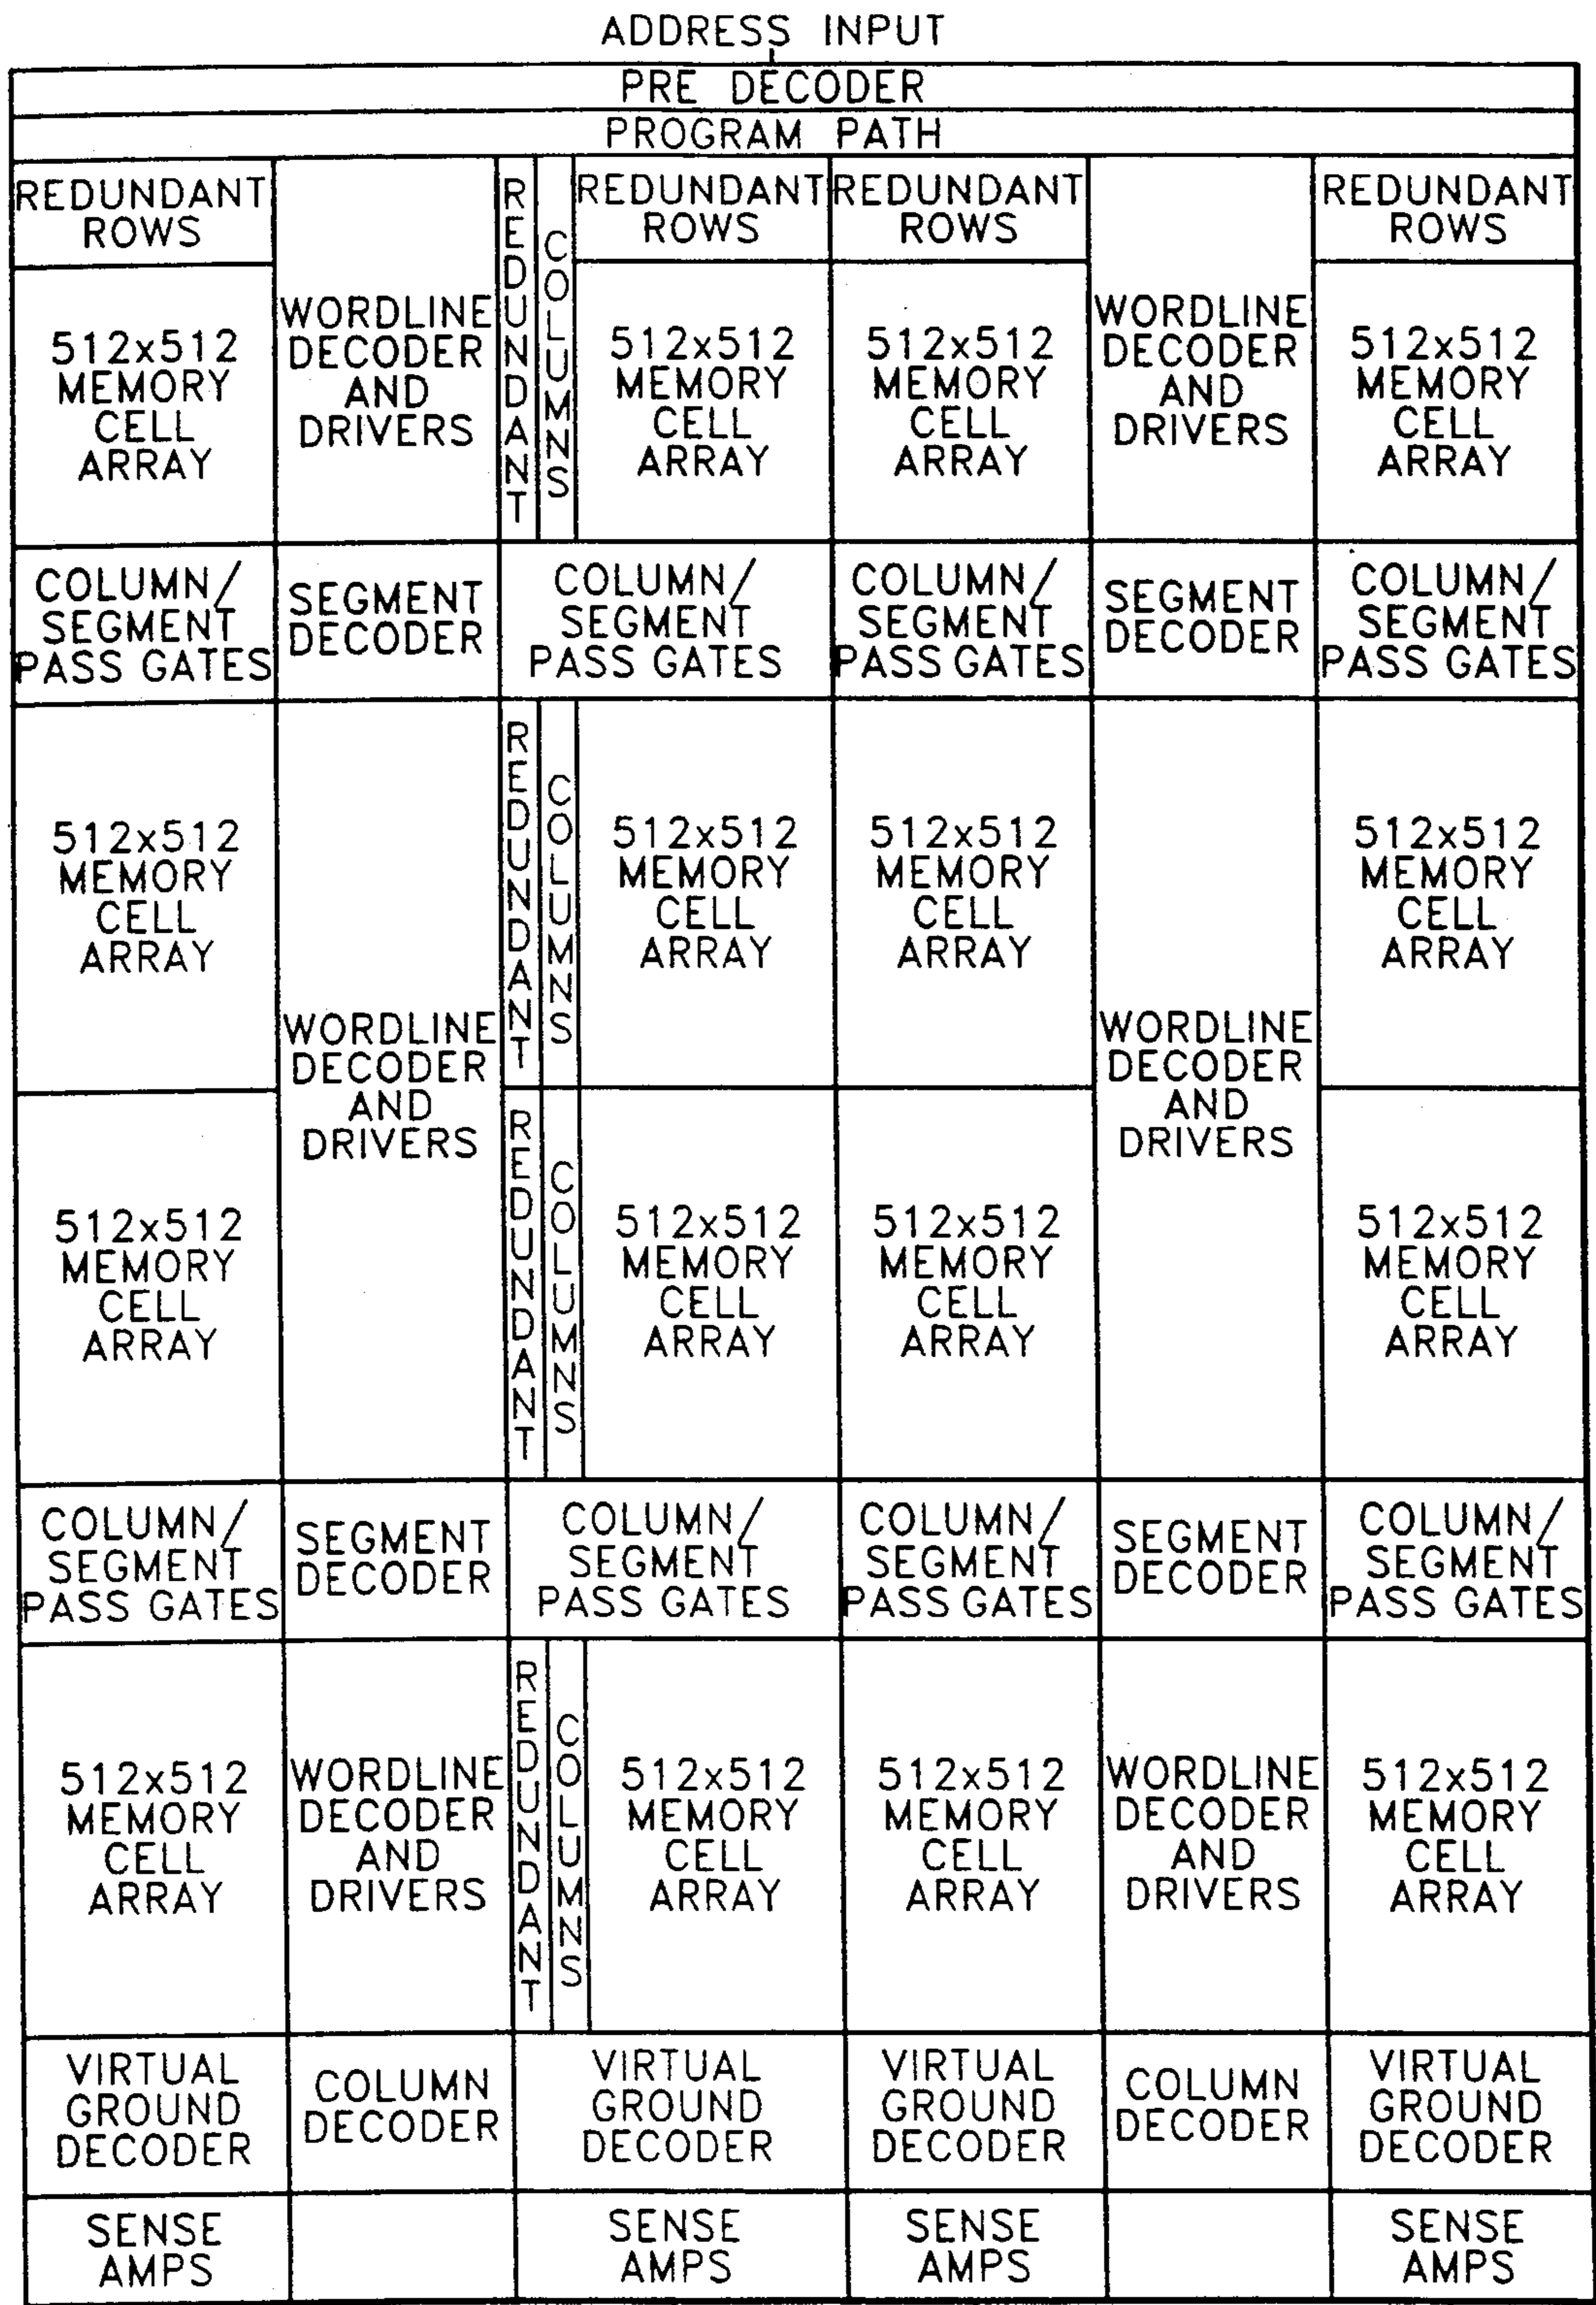 ADDRESS INPUT
PRE DECODER
PROGRAM PATH
REDUNDANT
ROWS
REDUNDANT
COLUMNS
REDUNDANT
ROWS
REDUNDANT
ROWS
REDUNDANT
ROWS
512x512
MEMORY
CELL
ARRAY
WORDLINE
DECODER
AND
DRIVERS
512x512
MEMORY
CELL
ARRAY
512x512
MEMORY
CELL
ARRAY
WORDLINE
DECODER
AND
DRIVERS
512x512
MEMORY
CELL
ARRAY
COLUMN/
SEGMENT
PASS GATES
SEGMENT
DECODER
COLUMN/
SEGMENT
PASS GATES
COLUMN/
SEGMENT
PASS GATES
SEGMENT
DECODER
COLUMN/
SEGMENT
PASS GATES
512x512
MEMORY
CELL
ARRAY
REDUNDANT
COLUMNS
512x512
MEMORY
CELL
ARRAY
512x512
MEMORY
CELL
ARRAY
512x512
MEMORY
CELL
ARRAY
WORDLINE
DECODER
AND
DRIVERS
WORDLINE
DECODER
AND
DRIVERS
512x512
MEMORY
CELL
ARRAY
REDUNDANT
COLUMNS
512x512
MEMORY
CELL
ARRAY
512x512
MEMORY
CELL
ARRAY
512x512
MEMORY
CELL
ARRAY
COLUMN/
SEGMENT
PASS GATES
SEGMENT
DECODER
COLUMN/
SEGMENT
PASS GATES
COLUMN/
SEGMENT
PASS GATES
SEGMENT
DECODER
COLUMN/
SEGMENT
PASS GATES
512x512
MEMORY
CELL
ARRAY
WORDLINE
DECODER
AND
DRIVERS
REDUNDANT
COLUMNS
512x512
MEMORY
CELL
ARRAY
512x512
MEMORY
CELL
ARRAY
WORDLINE
DECODER
AND
DRIVERS
512x512
MEMORY
CELL
ARRAY
VIRTUAL
GROUND
DECODER
COLUMN
DECODER
VIRTUAL
GROUND
DECODER
VIRTUAL
GROUND
DECODER
COLUMN
DECODER
VIRTUAL
GROUND
DECODER
SENSE
AMPS
SENSE
AMPS
SENSE
AMPS
SENSE
AMPS